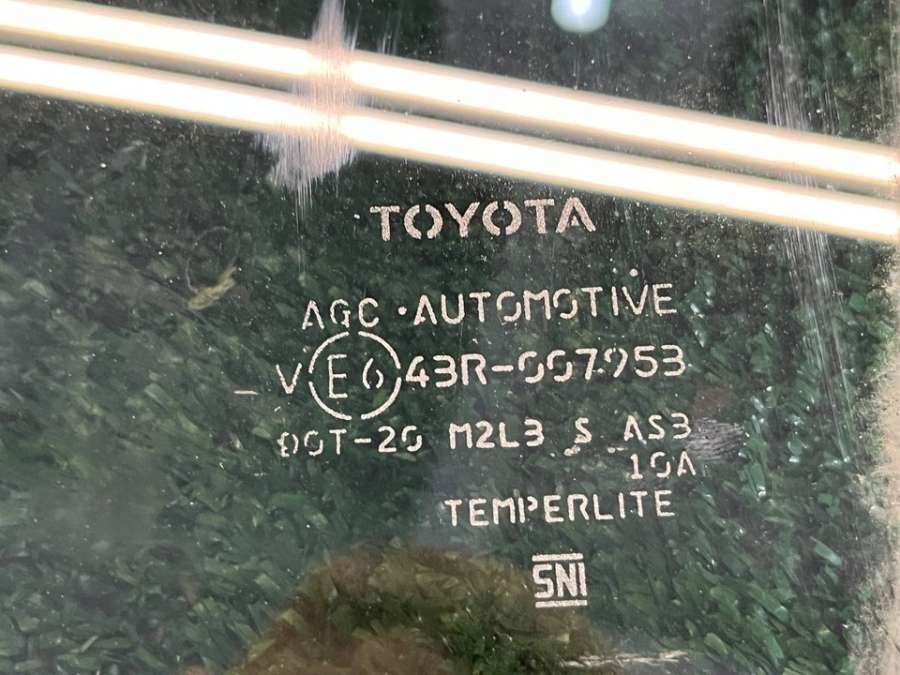 TOYOTA
AGC •AUTOMOTIVE
V E6 43R-007953
DOT-20 M2L3 S AS3
10A
TEMPERLITE
SNI